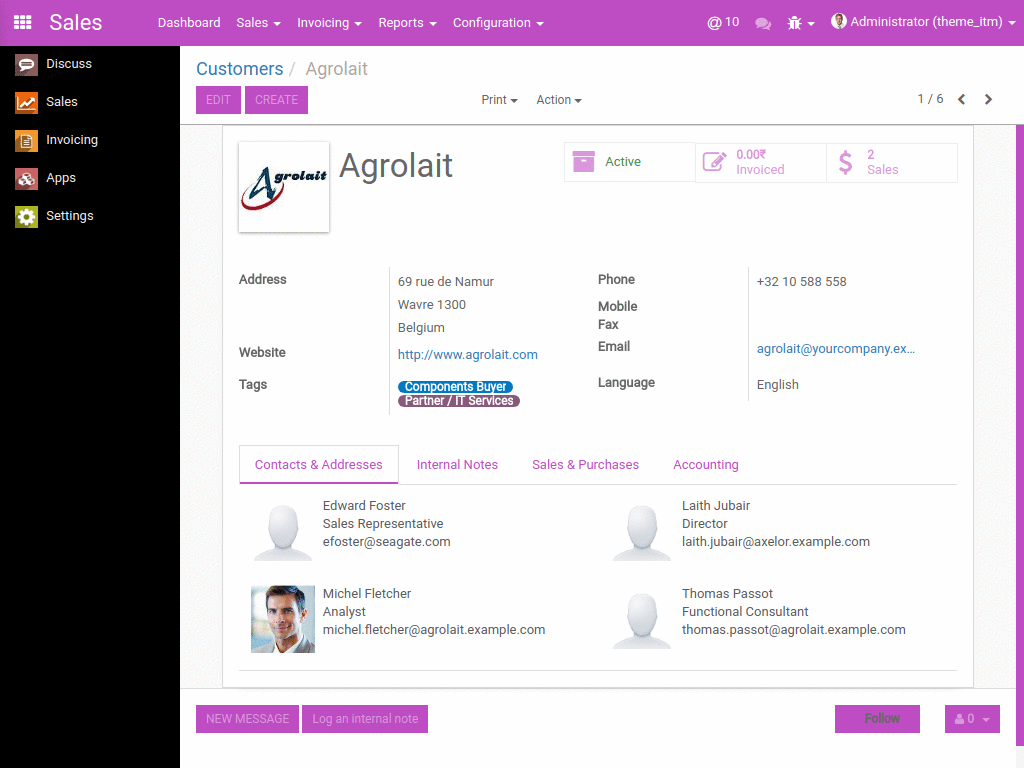 Sales
Dashboard
Sales
Invoicing
Reports
Configuration
@ 10
Administrator (theme_itm)
Discuss
Sales
Invoicing
Apps
Settings
Customers / Agrolait
EDIT
CREATE
Print
Action
1 / 6
Agrolait
Agrolait
Active
0.00₹
Invoiced
2
Sales
Address
69 rue de Namur
Wavre 1300
Belgium
Website
http://www.agrolait.com
Tags
Components Buyer
Partner / IT Services
Phone
+32 10 588 558
Mobile
Fax
Email
agrolait@yourcompany.ex...
Language
English
Contacts & Addresses
Internal Notes
Sales & Purchases
Accounting
Edward Foster
Sales Representative
efoster@seagate.com
Laith Jubair
Director
laith.jubair@axelor.example.com
Michel Fletcher
Analyst
michel.fletcher@agrolait.example.com
Thomas Passot
Functional Consultant
thomas.passot@agrolait.example.com
NEW MESSAGE
Log an internal note
Follow
0